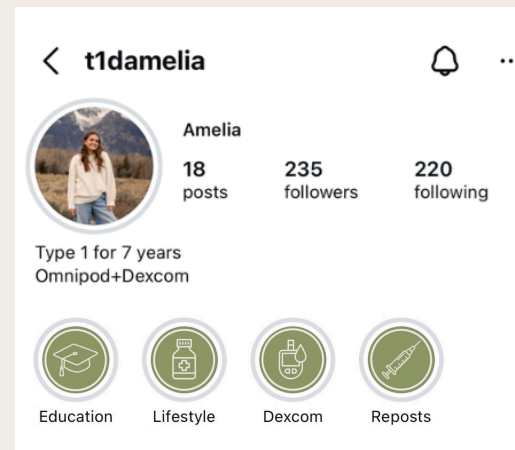 t1damelia
Amelia
18 235 220
posts followers following
Type 1 for 7 years
Omnipod+Dexcom
Education Lifestyle Dexcom Reposts